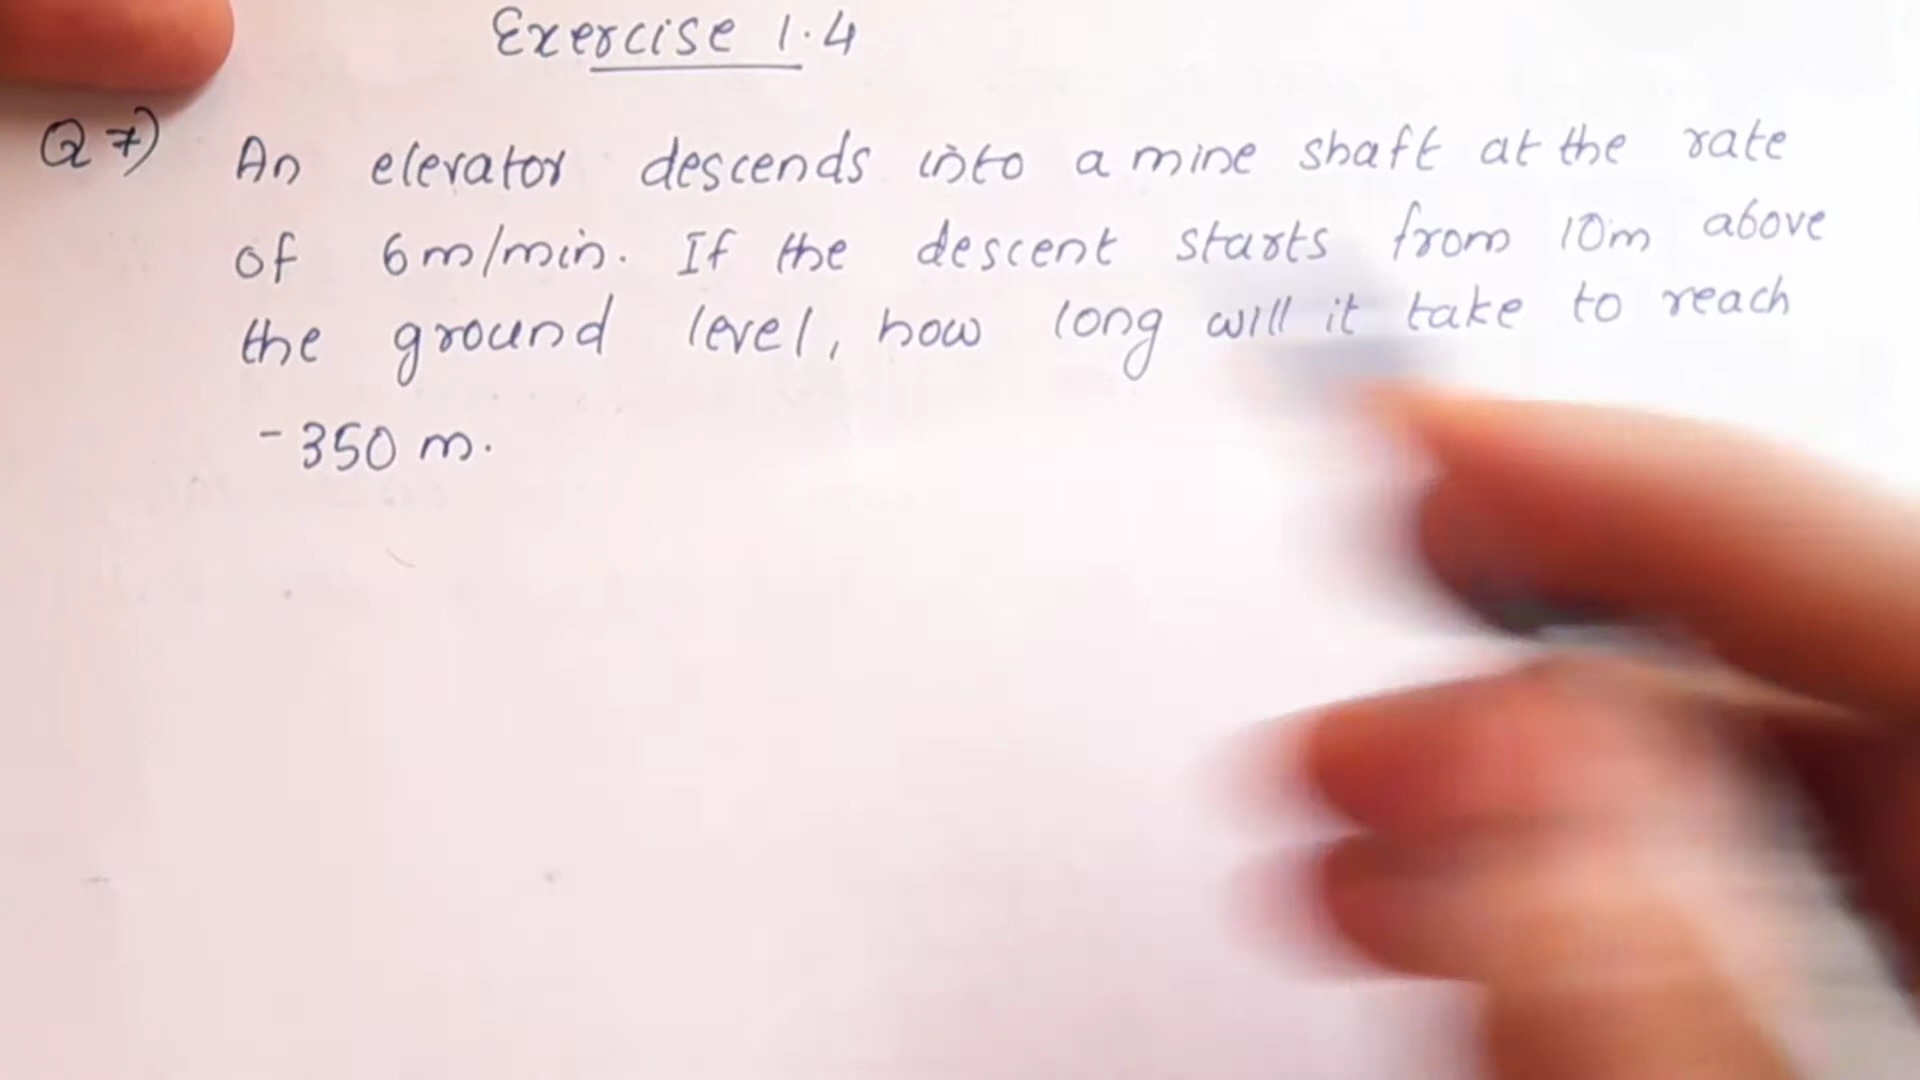 Exercise 1.4
Q7) An elevator descends into a mine shaft at the rate
of 6m/min. If the descent starts from 10m above
the ground level, how long will it take to reach
-350 m.